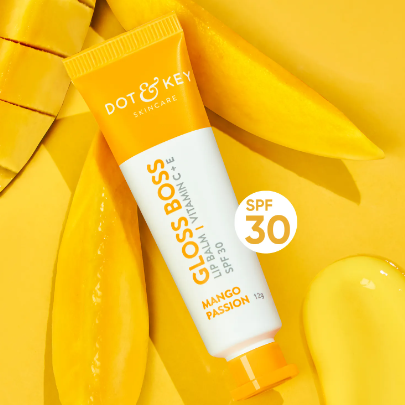 DOT & KEY
SKINCARE
GLOSS BOSS
LIP BALM | VITAMIN C + E
SPF 30
MANGO
PASSION 12g
SPF
30